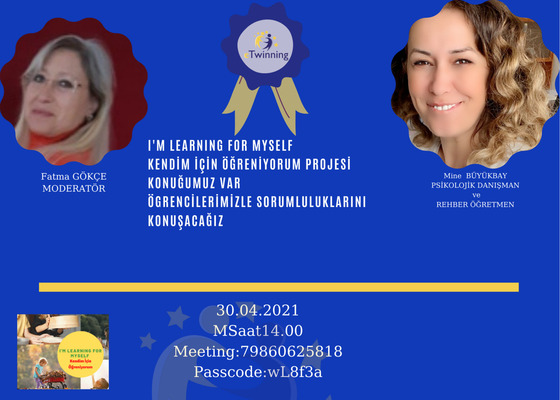 eTwinning
I'M LEARNING FOR MYSELF
KENDİM İÇİN ÖĞRENİYORUM PROJESİ
KONUĞUMUZ VAR
ÖGRENCİLERİMİZLE SORUMLULUKLARINI
KONUŞACAĞIZ
Fatma GÖKÇE
MODERATÖR
Mine BÜYÜKBAY
PSİKOLOJİK DANIŞMAN
ve
REHBER ÖĞRETMEN
30.04.2021
MSaat14.00
Meeting:79860625818
Passcode:wL8f3a
I'M LEARNING FOR
MYSELF
Kendim İçin
Öğreniyorum